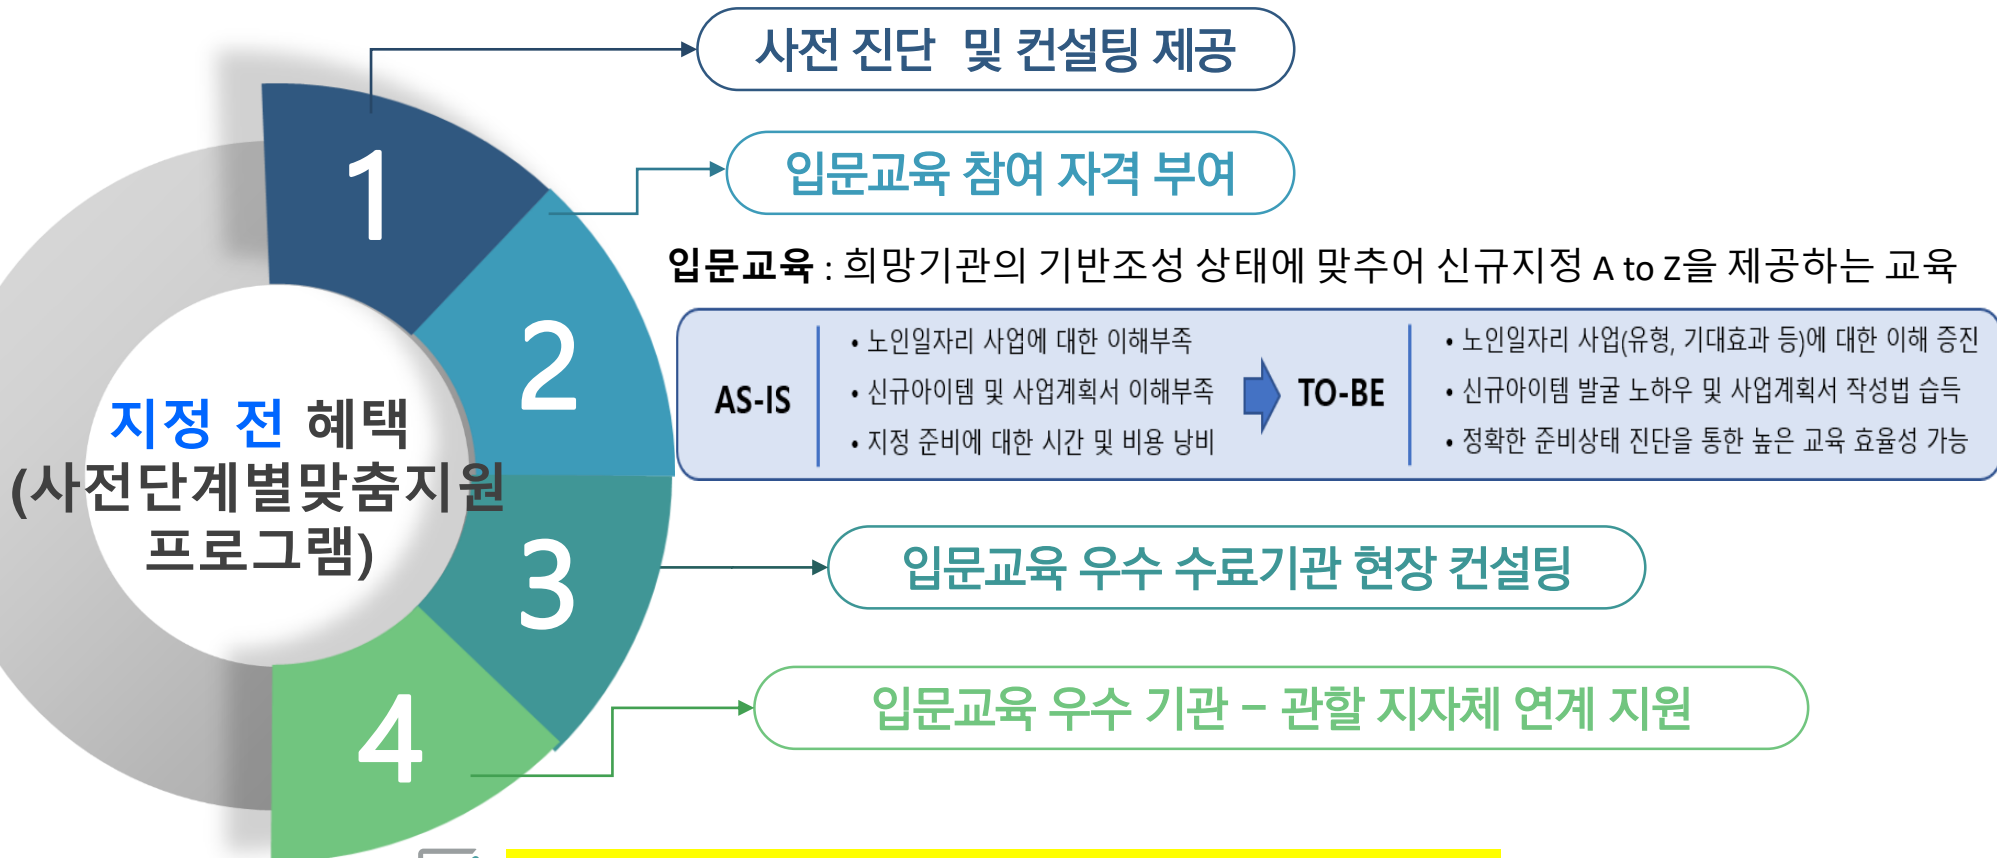 1
사전 진단 및 컨설팅 제공
2
입문교육 참여 자격 부여
입문교육 : 희망기관의 기반조성 상태에 맞추어 신규지정 A to Z을 제공하는 교육
AS-IS
• 노인일자리 사업에 대한 이해부족
• 신규아이템 및 사업계획서 이해부족
• 지정 준비에 대한 시간 및 비용 낭비
TO-BE
• 노인일자리 사업(유형, 기대효과 등)에 대한 이해 증진
• 신규아이템 발굴 노하우 및 사업계획서 작성법 습득
• 정확한 준비상태 진단을 통한 높은 교육 효율성 가능
지정 전 혜택
(사전단계별맞춤지원
프로그램)
3
입문교육 우수 수료기관 현장 컨설팅
4
입문교육 우수 기관 – 관할 지자체 연계 지원